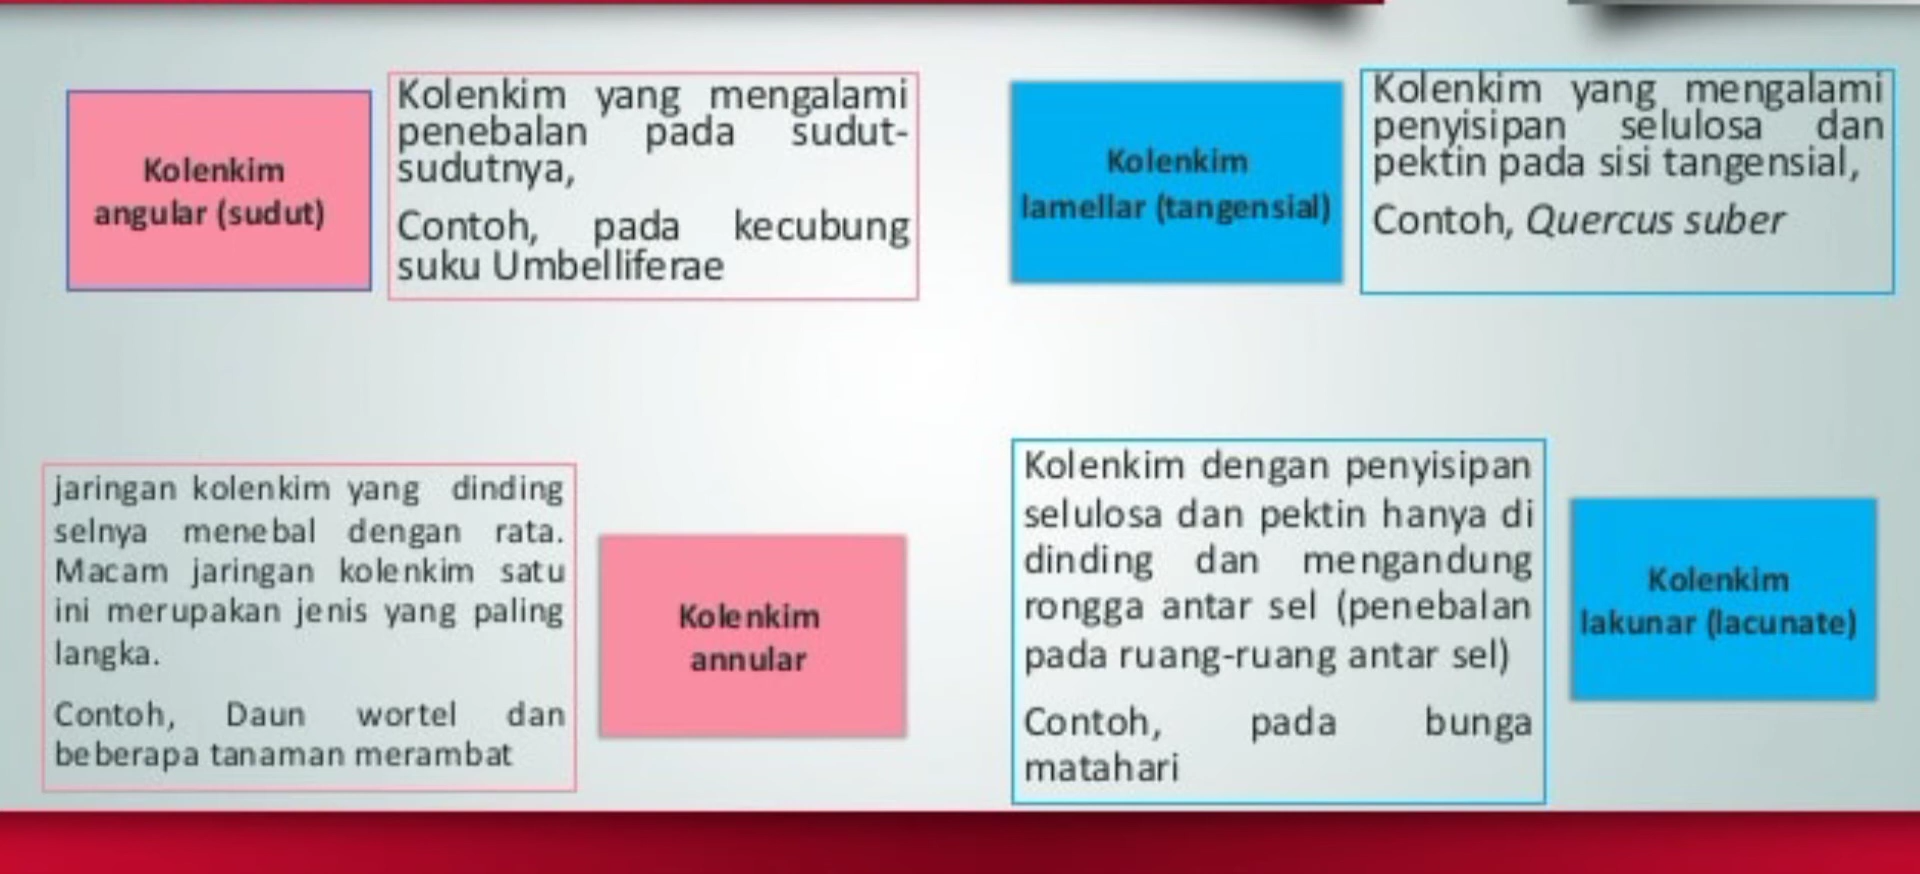 Kolenkim
angular (sudut)
Kolenkim yang mengalami
penebalan pada sudut-
sudutnya,
Contoh, pada kecubung
suku Umbelliferae
Kolenkim
lamellar (tangensial)
Kolenkim yang mengalami
penyisipan selulosa dan
pektin pada sisi tangensial,
Contoh, Quercus suber
jaringan kolenkim yang dinding
selnya menebal dengan rata.
Macam jaringan kolenkim satu
ini merupakan jenis yang paling
langka.
Contoh, Daun wortel dan
beberapa tanaman merambat
Kolenkim
annular
Kolenkim dengan penyisipan
selulosa dan pektin hanya di
dinding dan mengandung
rongga antar sel (penebalan
pada ruang-ruang antar sel)
Contoh, pada bunga
matahari
Kolenkim
lakunar (lacunate)